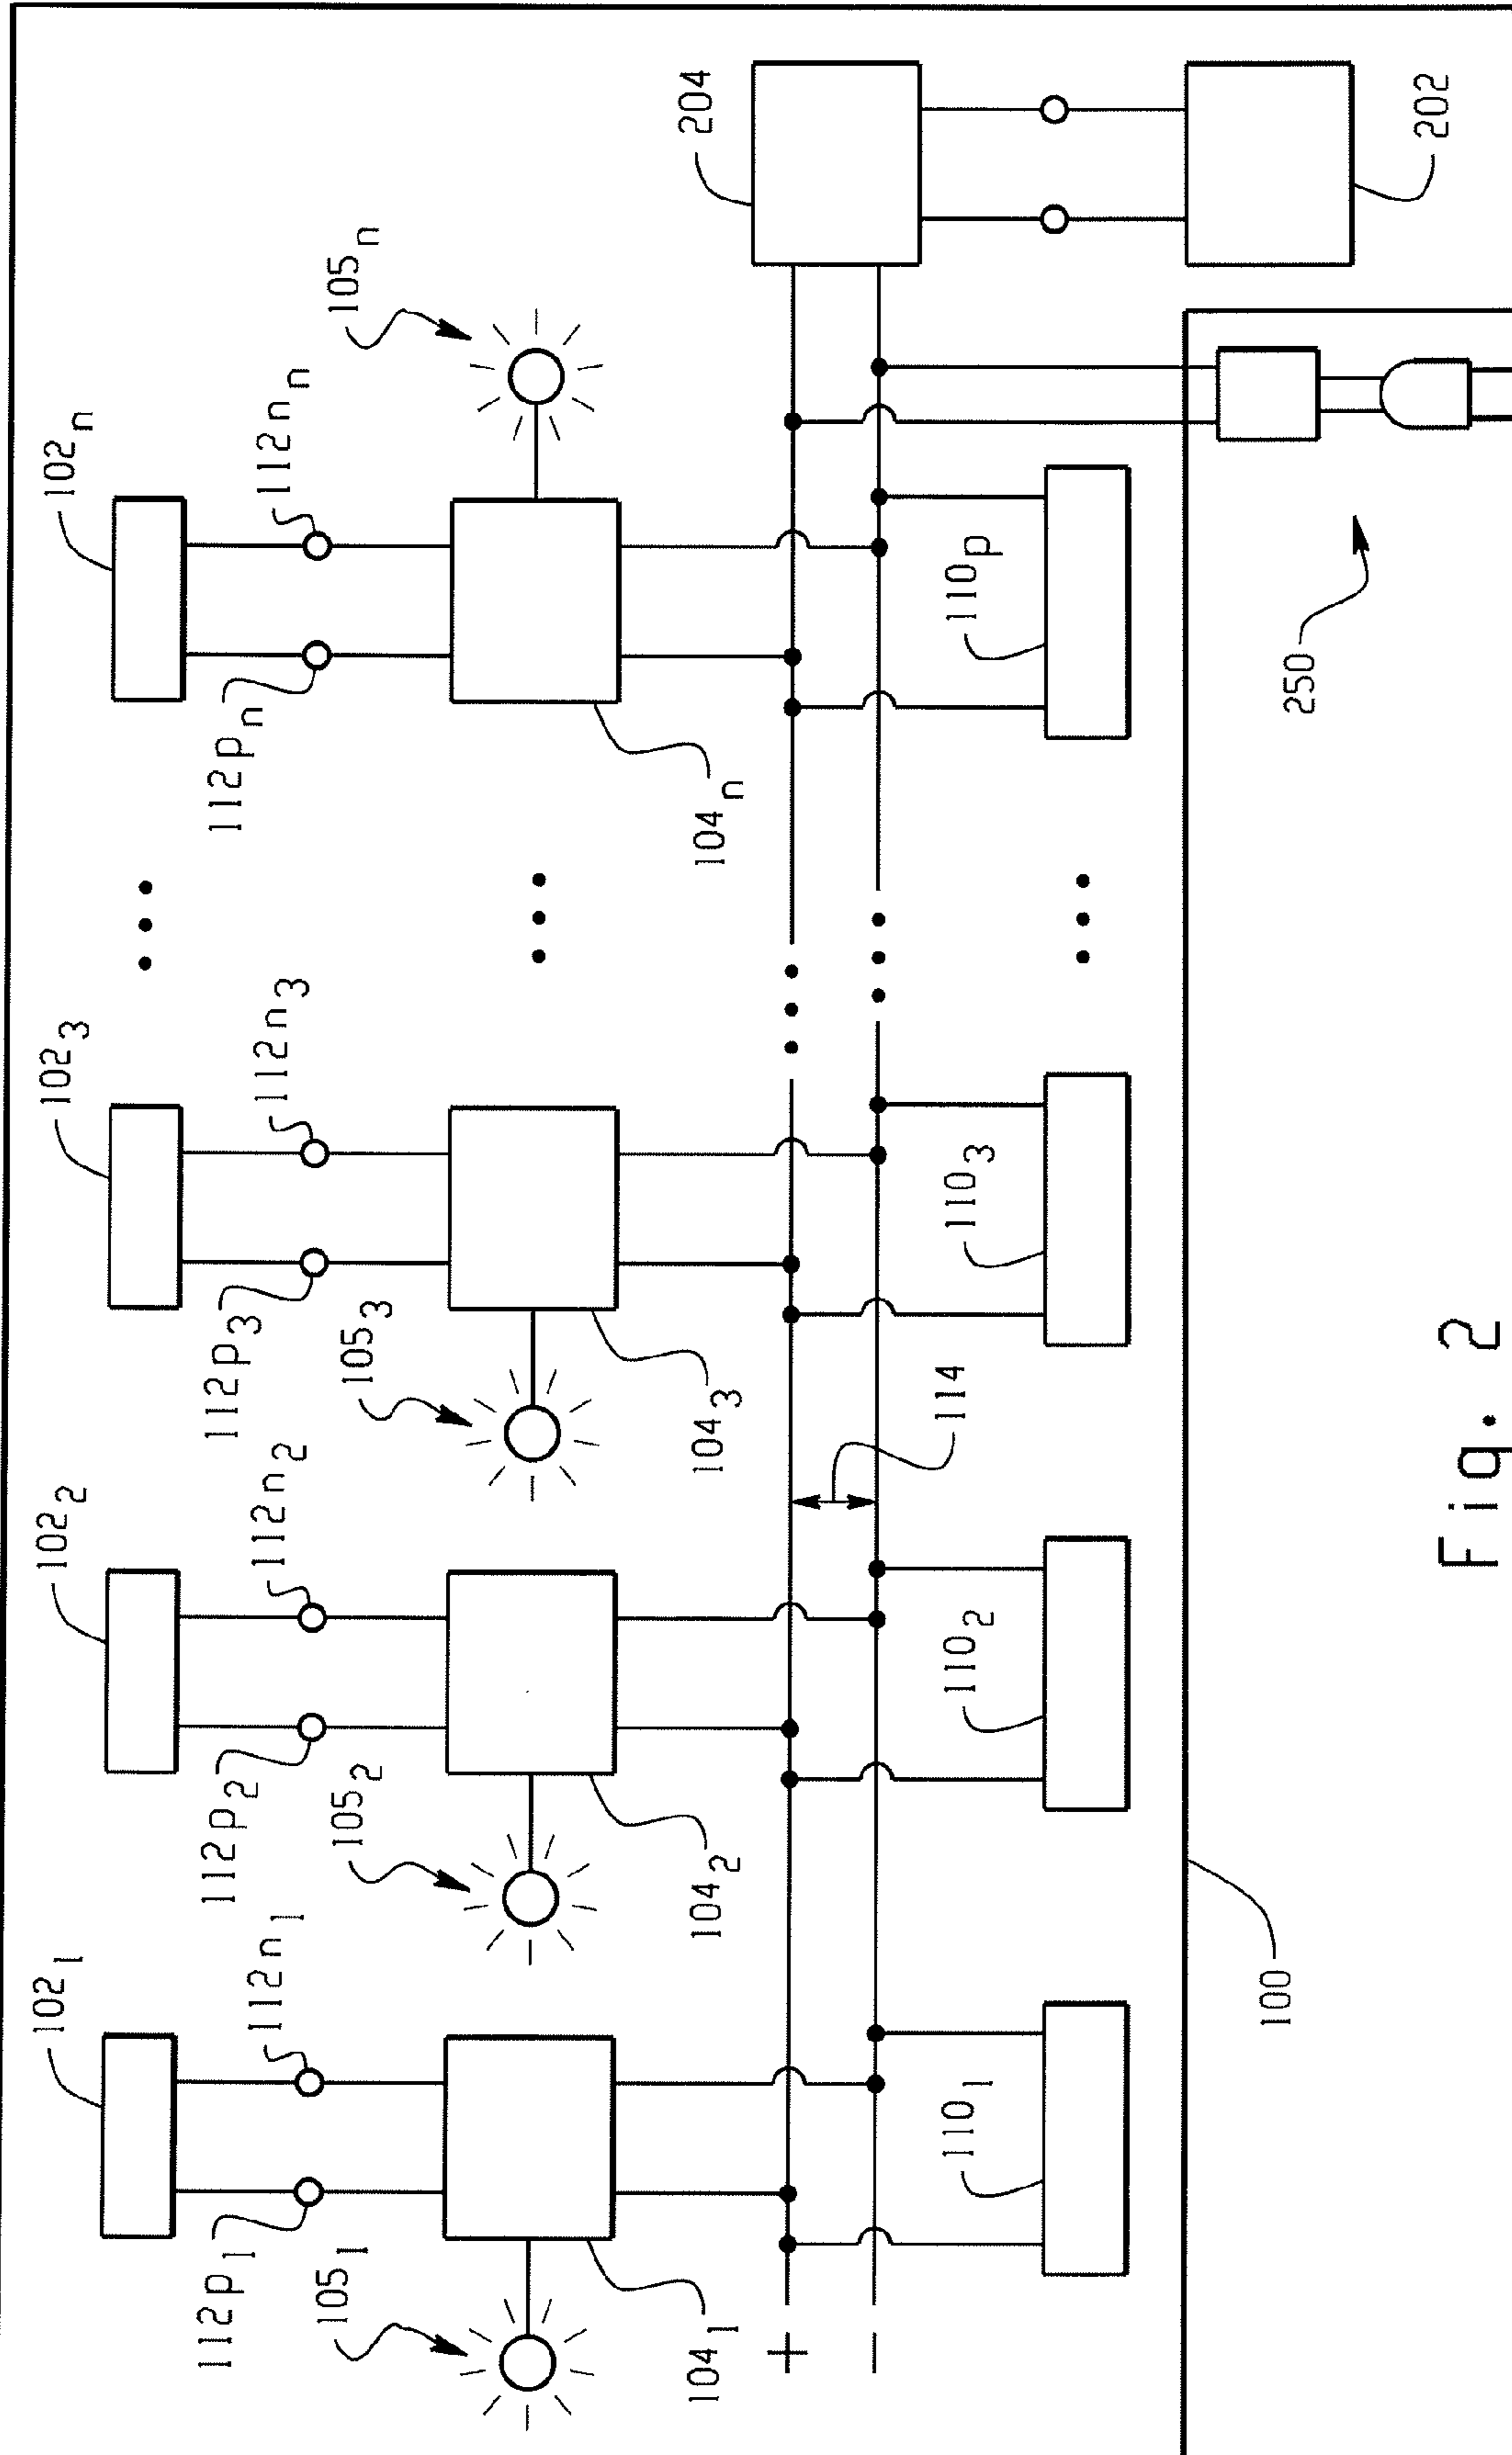 102₁
102₂
102₃
102ₙ
112p₁
112n₁
112p₂
112n₂
112p₃
112n₃
112pₙ
112nₙ
105₁
105₂
105₃
105ₙ
104₁
104₂
104₃
104ₙ
204
+
−
114
110₁
110₂
110₃
110ₚ
202
100
250
Fig. 2